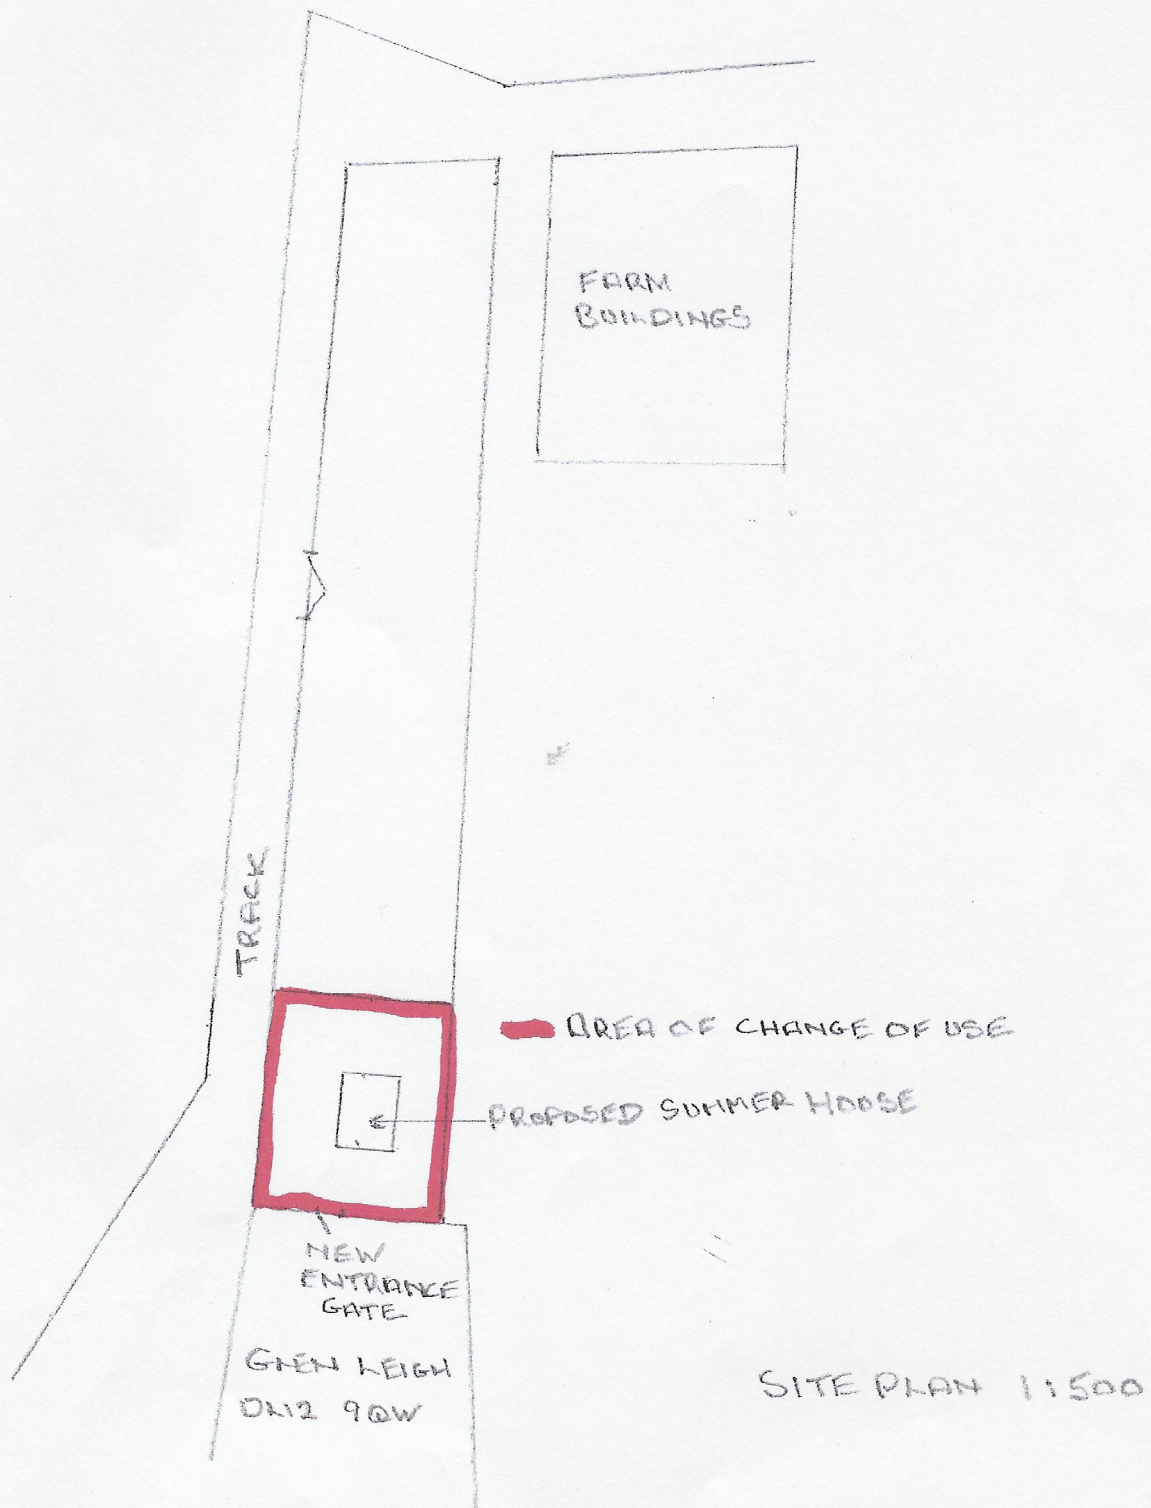 FARM
BUILDINGS
TRACK
AREA OF CHANGE OF USE
PROPOSED SUMMER HOUSE
NEW
ENTRANCE
GATE
GLEN LEIGH
DL12 9QW
SITE PLAN 1:500